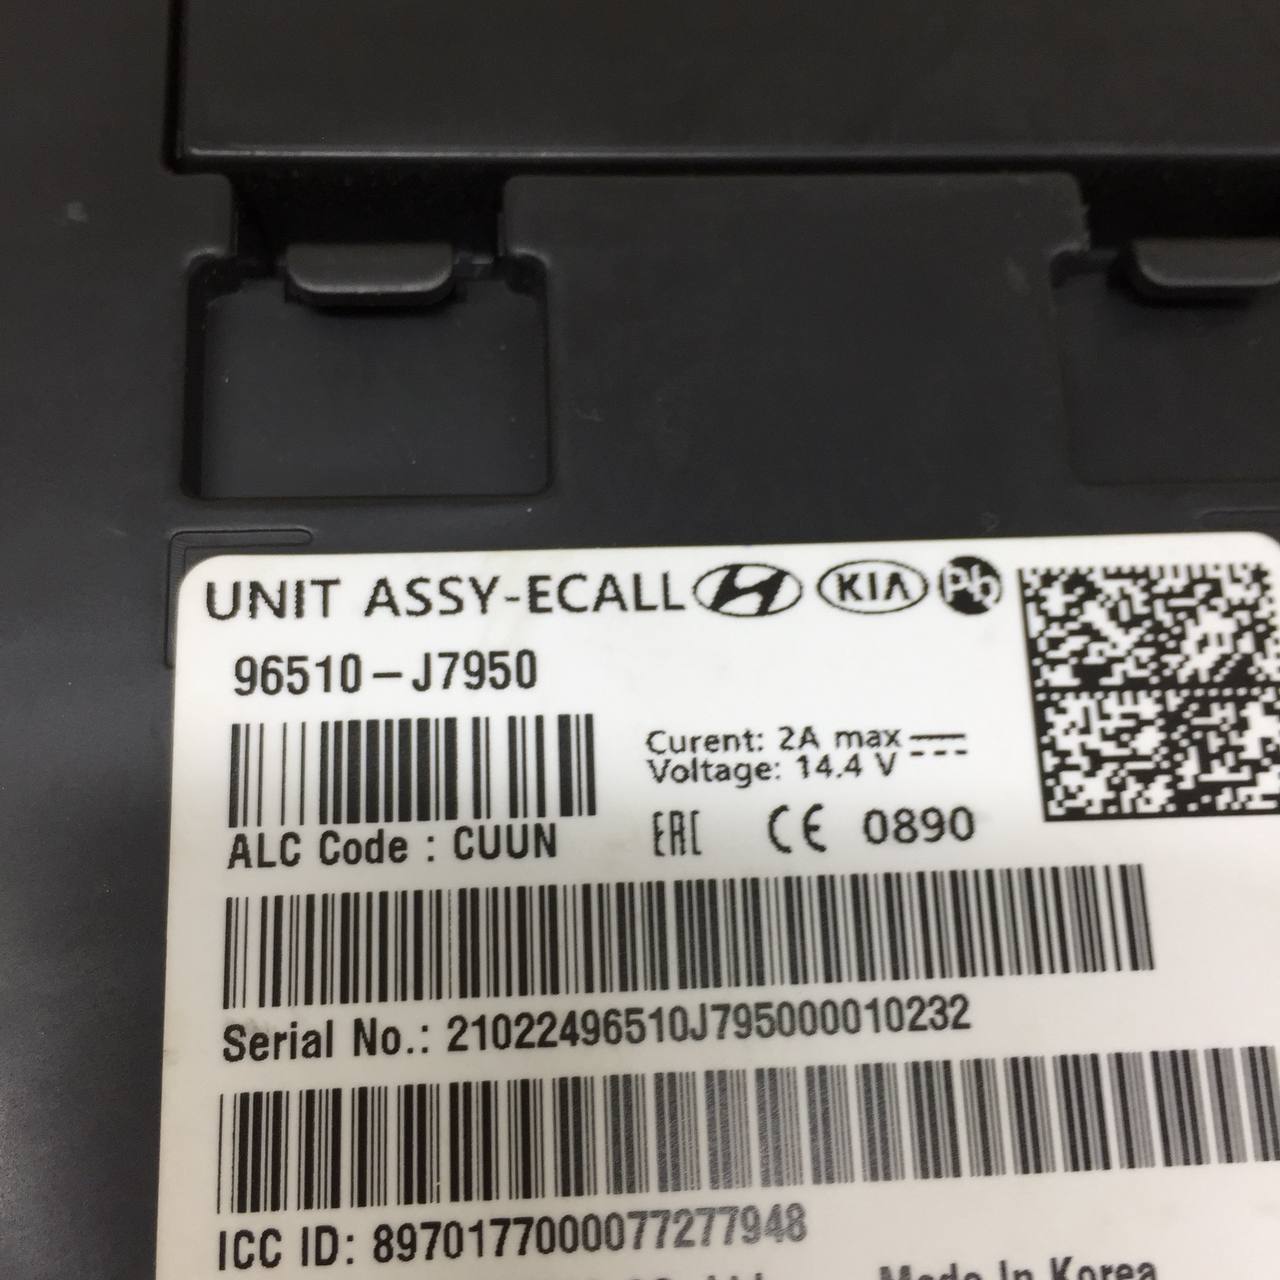 UNIT ASSY-ECALL KIA Pb
96510-J7950
Curent: 2A max
Voltage: 14.4 V
ALC Code : CUUN
EAC CE 0890
Serial No.: 21022496510J795000010232
ICC ID: 8970177000077277948
Made In Korea